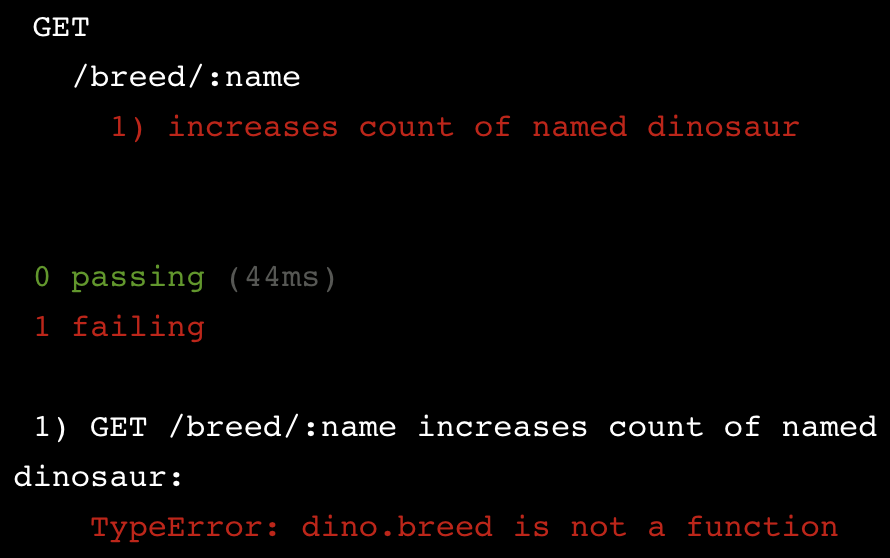 GET
/breed/:name
1) increases count of named dinosaur
0 passing (44ms)
1 failing
1) GET /breed/:name increases count of named
dinosaur:
TypeError: dino.breed is not a function